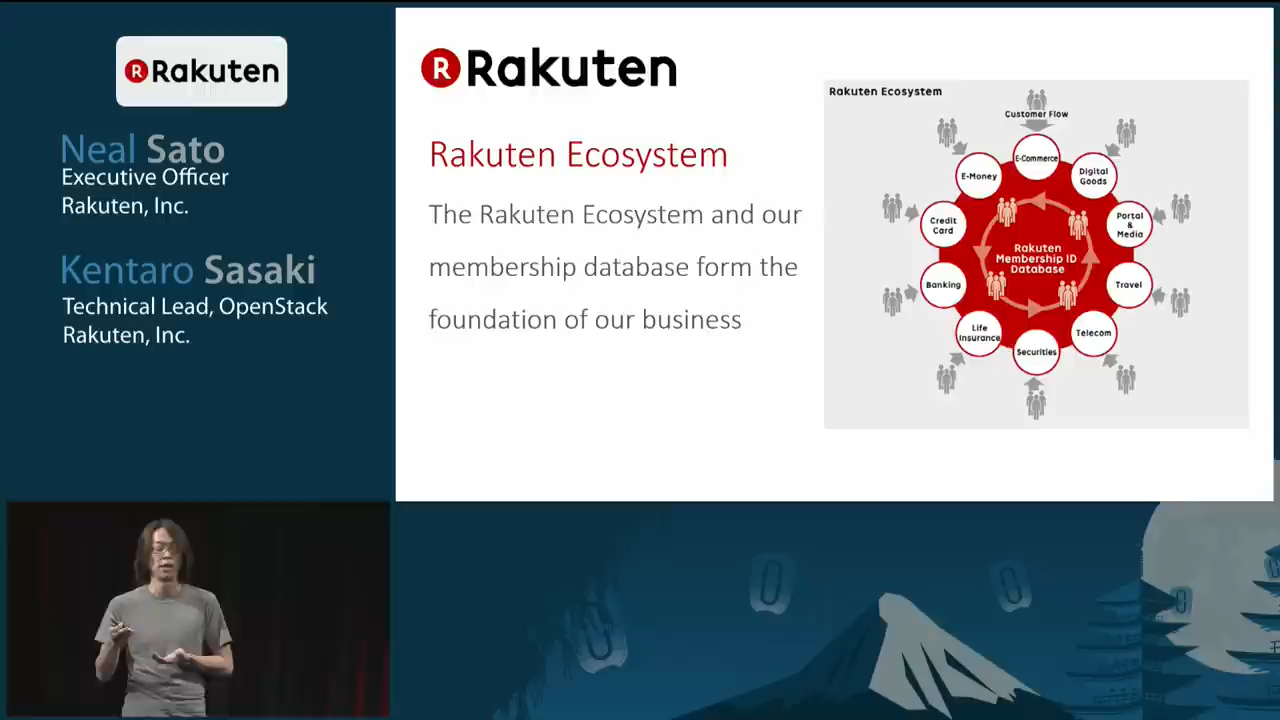 Rakuten
Neal Sato
Executive Officer
Rakuten, Inc.
Kentaro Sasaki
Technical Lead, OpenStack
Rakuten, Inc.
R Rakuten
Rakuten Ecosystem
The Rakuten Ecosystem and our
membership database form the
foundation of our business
Rakuten Ecosystem
Customer Flow
E-Commerce
Digital
Goods
Portal
&
Media
Travel
Telecom
Securities
Life
Insurance
Banking
Credit
Card
E-Money
Rakuten
Membership ID
Database